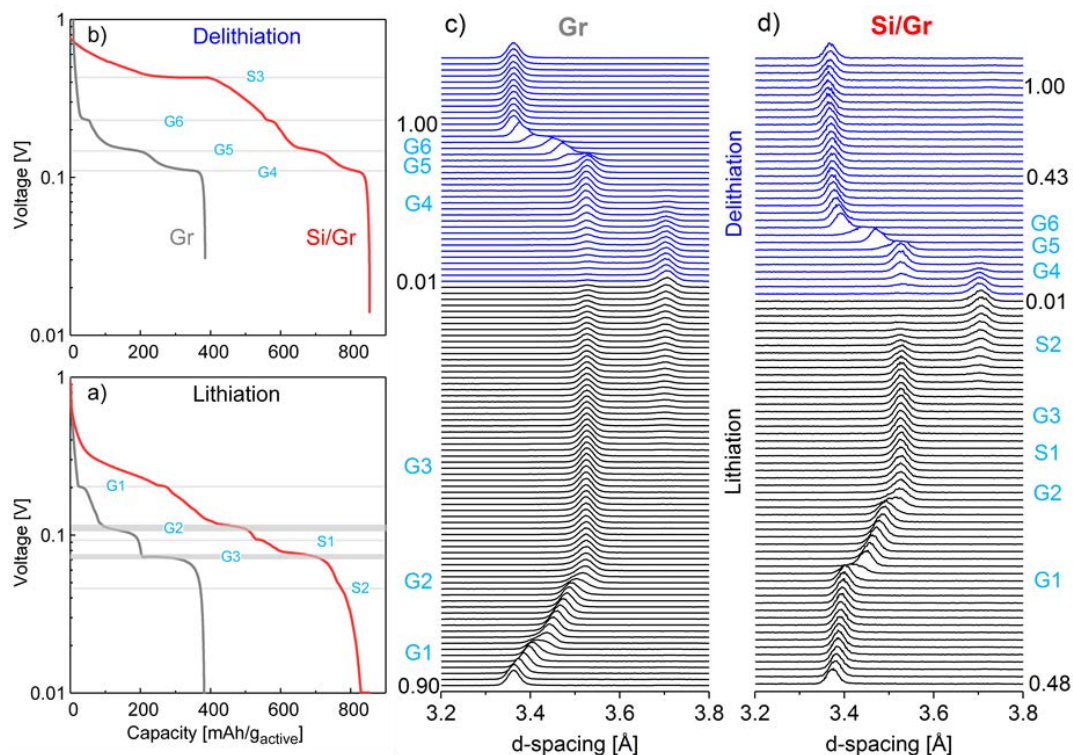 b)
Delithiation
1
0.1
0.01
Voltage [V]
S3
G6
G5
G4
Gr
Si/Gr
0
200
400
600
800
a)
Lithiation
1
0.1
0.01
Voltage [V]
G1
G2
G3
S1
S2
0
200
400
600
800
Capacity [mAh/gactive]
c)
Gr
1.00
G6
G5
G4
0.01
G3
G2
G1
0.90
3.2
3.4
3.6
3.8
d-spacing [Å]
d)
Si/Gr
Delithiation
Lithiation
1.00
0.43
G6
G5
G4
0.01
S2
G3
S1
G2
G1
0.48
3.2
3.4
3.6
3.8
d-spacing [Å]